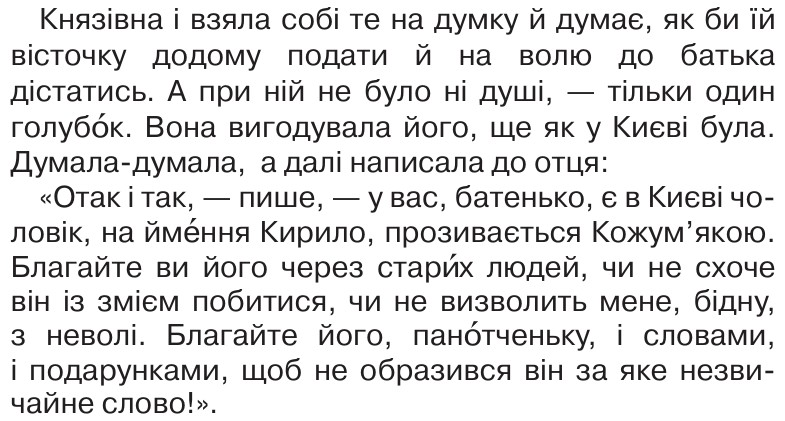 Князівна і взяла собі те на думку й думає, як би їй
вісточку додому подати й на волю до батька
дістатись. А при ній не було ні душі, — тільки один
голубо́к. Вона вигодувала його, ще як у Києві була.
Думала-думала, а далі написала до отця:
«Отак і так, — пише, — у вас, батенько, є в Києві чо-
ловік, на йме́ння Кирило, прозивається Кожум’якою.
Благайте ви його через стари́х людей, чи не схоче
він із змієм побитися, чи не визволить мене, бідну,
з неволі. Благайте його, пано́тченьку, і словами,
і подарунками, щоб не образився він за яке незви-
чайне слово!».